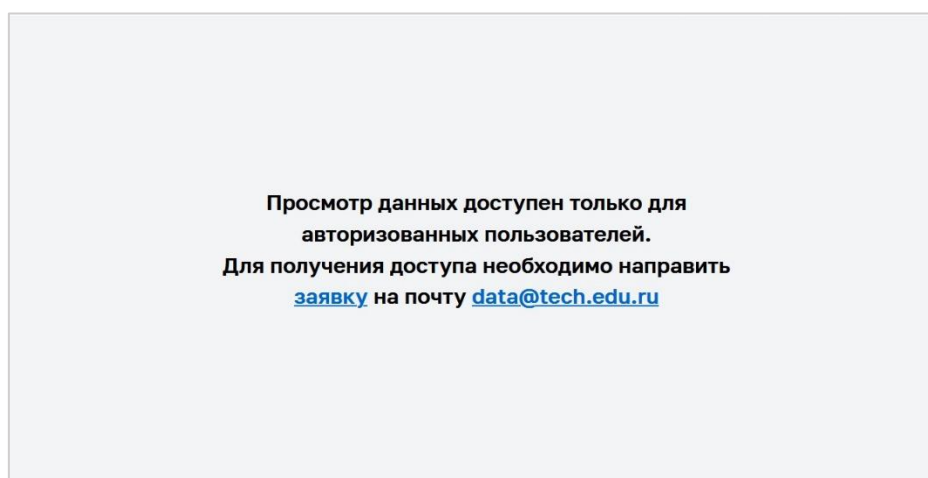 Просмотр данных доступен только для
авторизованных пользователей.
Для получения доступа необходимо направить
заявку на почту data@tech.edu.ru